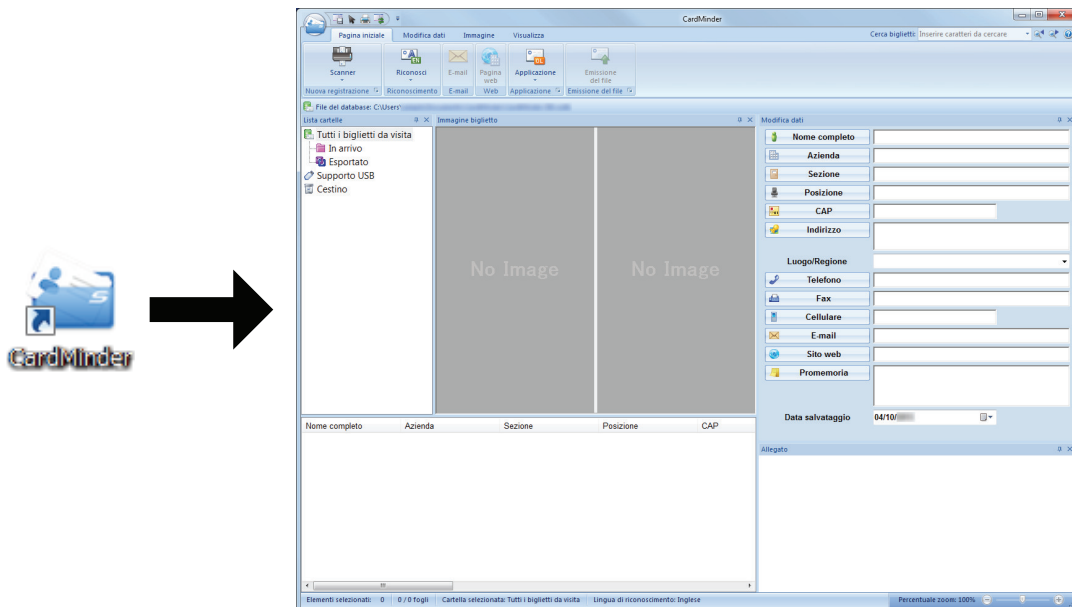 CardMinder
CardMinder
Pagina iniziale Modifica dati Immagine Visualizza
Cerca biglietti: Inserire caratteri da cercare
Scanner Riconosci E-mail Pagina web Applicazione Emissione del file
Nuova registrazione Riconoscimento E-mail Web Applicazione Emissione del file
File del database: C:\Users\
Lista cartelle
Tutti i biglietti da visita
In arrivo
Esportato
Supporto USB
Cestino
Immagine biglietto
No Image No Image
Modifica dati
Nome completo
Azienda
Sezione
Posizione
CAP
Indirizzo
Luogo/Regione
Telefono
Fax
Cellulare
E-mail
Sito web
Promemoria
Data salvataggio 04/10/
Nome completo Azienda Sezione Posizione CAP
Allegato
Elementi selezionati: 0 0 / 0 fogli Cartella selezionata: Tutti i biglietti da visita Lingua di riconoscimento: Inglese Percentuale zoom: 100%